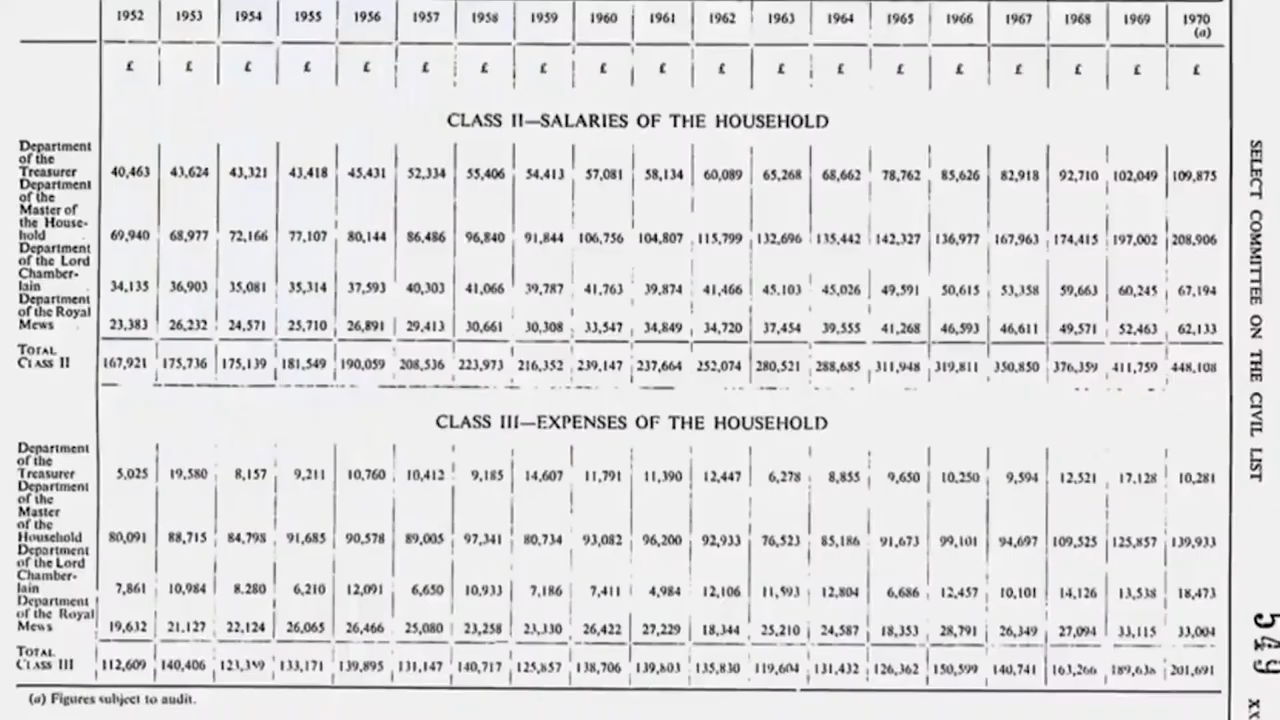 1952 1953 1954 1955 1956 1957 1958 1959 1960 1961 1962 1963 1964 1965 1966 1967 1968 1969 1970
(a)
£ £ £ £ £ £ £ £ £ £ £ £ £ £ £ £ £ £ £
CLASS II—SALARIES OF THE HOUSEHOLD
Department
of the
Treasurer 40,463 43,624 43,321 43,418 45,431 52,334 55,406 54,413 57,081 58,134 60,089 65,268 68,662 78,762 85,626 82,918 92,710 102,049 109,875
Department
of the
Master of
the House-
hold 69,940 68,977 72,166 77,107 80,144 86,486 96,840 91,844 106,756 104,807 115,799 132,696 135,442 142,327 136,977 167,963 174,415 197,002 208,906
Department
of the Lord
Chamber-
lain 34,135 36,903 35,081 35,314 37,593 40,303 41,066 39,787 41,763 39,874 41,466 45,103 45,026 49,591 50,615 53,358 59,663 60,245 67,194
Department
of the Royal
Mews 23,383 26,232 24,571 25,710 26,891 29,413 30,661 30,308 33,547 34,849 34,720 37,454 39,555 41,268 46,593 46,611 49,571 52,463 62,133
TOTAL
CLASS II 167,921 175,736 175,139 181,549 190,059 208,536 223,973 216,352 239,147 237,664 252,074 280,521 288,685 311,948 319,811 350,850 376,359 411,759 448,108
CLASS III—EXPENSES OF THE HOUSEHOLD
Department
of the
Treasurer 5,025 19,580 8,157 9,211 10,760 10,412 9,185 14,607 11,791 11,390 12,447 6,278 8,855 9,650 10,250 9,594 12,521 17,128 10,281
Department
of the
Master
of the
Household 80,091 88,715 84,798 91,685 90,578 89,005 97,341 80,734 93,082 96,200 92,933 76,523 85,186 91,673 99,101 94,697 109,525 125,857 139,933
Department
of the Lord
Chamber-
lain 7,861 10,984 8,280 6,210 12,091 6,650 10,933 7,186 7,411 4,984 12,106 11,593 12,804 6,686 12,457 10,101 14,126 13,538 18,473
Department
of the Royal
Mews 19,632 21,127 22,124 26,065 26,466 25,080 23,258 23,330 26,422 27,229 18,344 25,210 24,587 18,353 28,791 26,349 27,094 33,115 33,004
TOTAL
CLASS III 112,609 140,406 123,359 133,171 139,895 131,147 140,717 125,857 138,706 139,803 135,830 119,604 131,432 126,362 150,599 140,741 163,266 189,638 201,691
(a) Figures subject to audit.
SELECT COMMITTEE ON THE CIVIL LIST
549